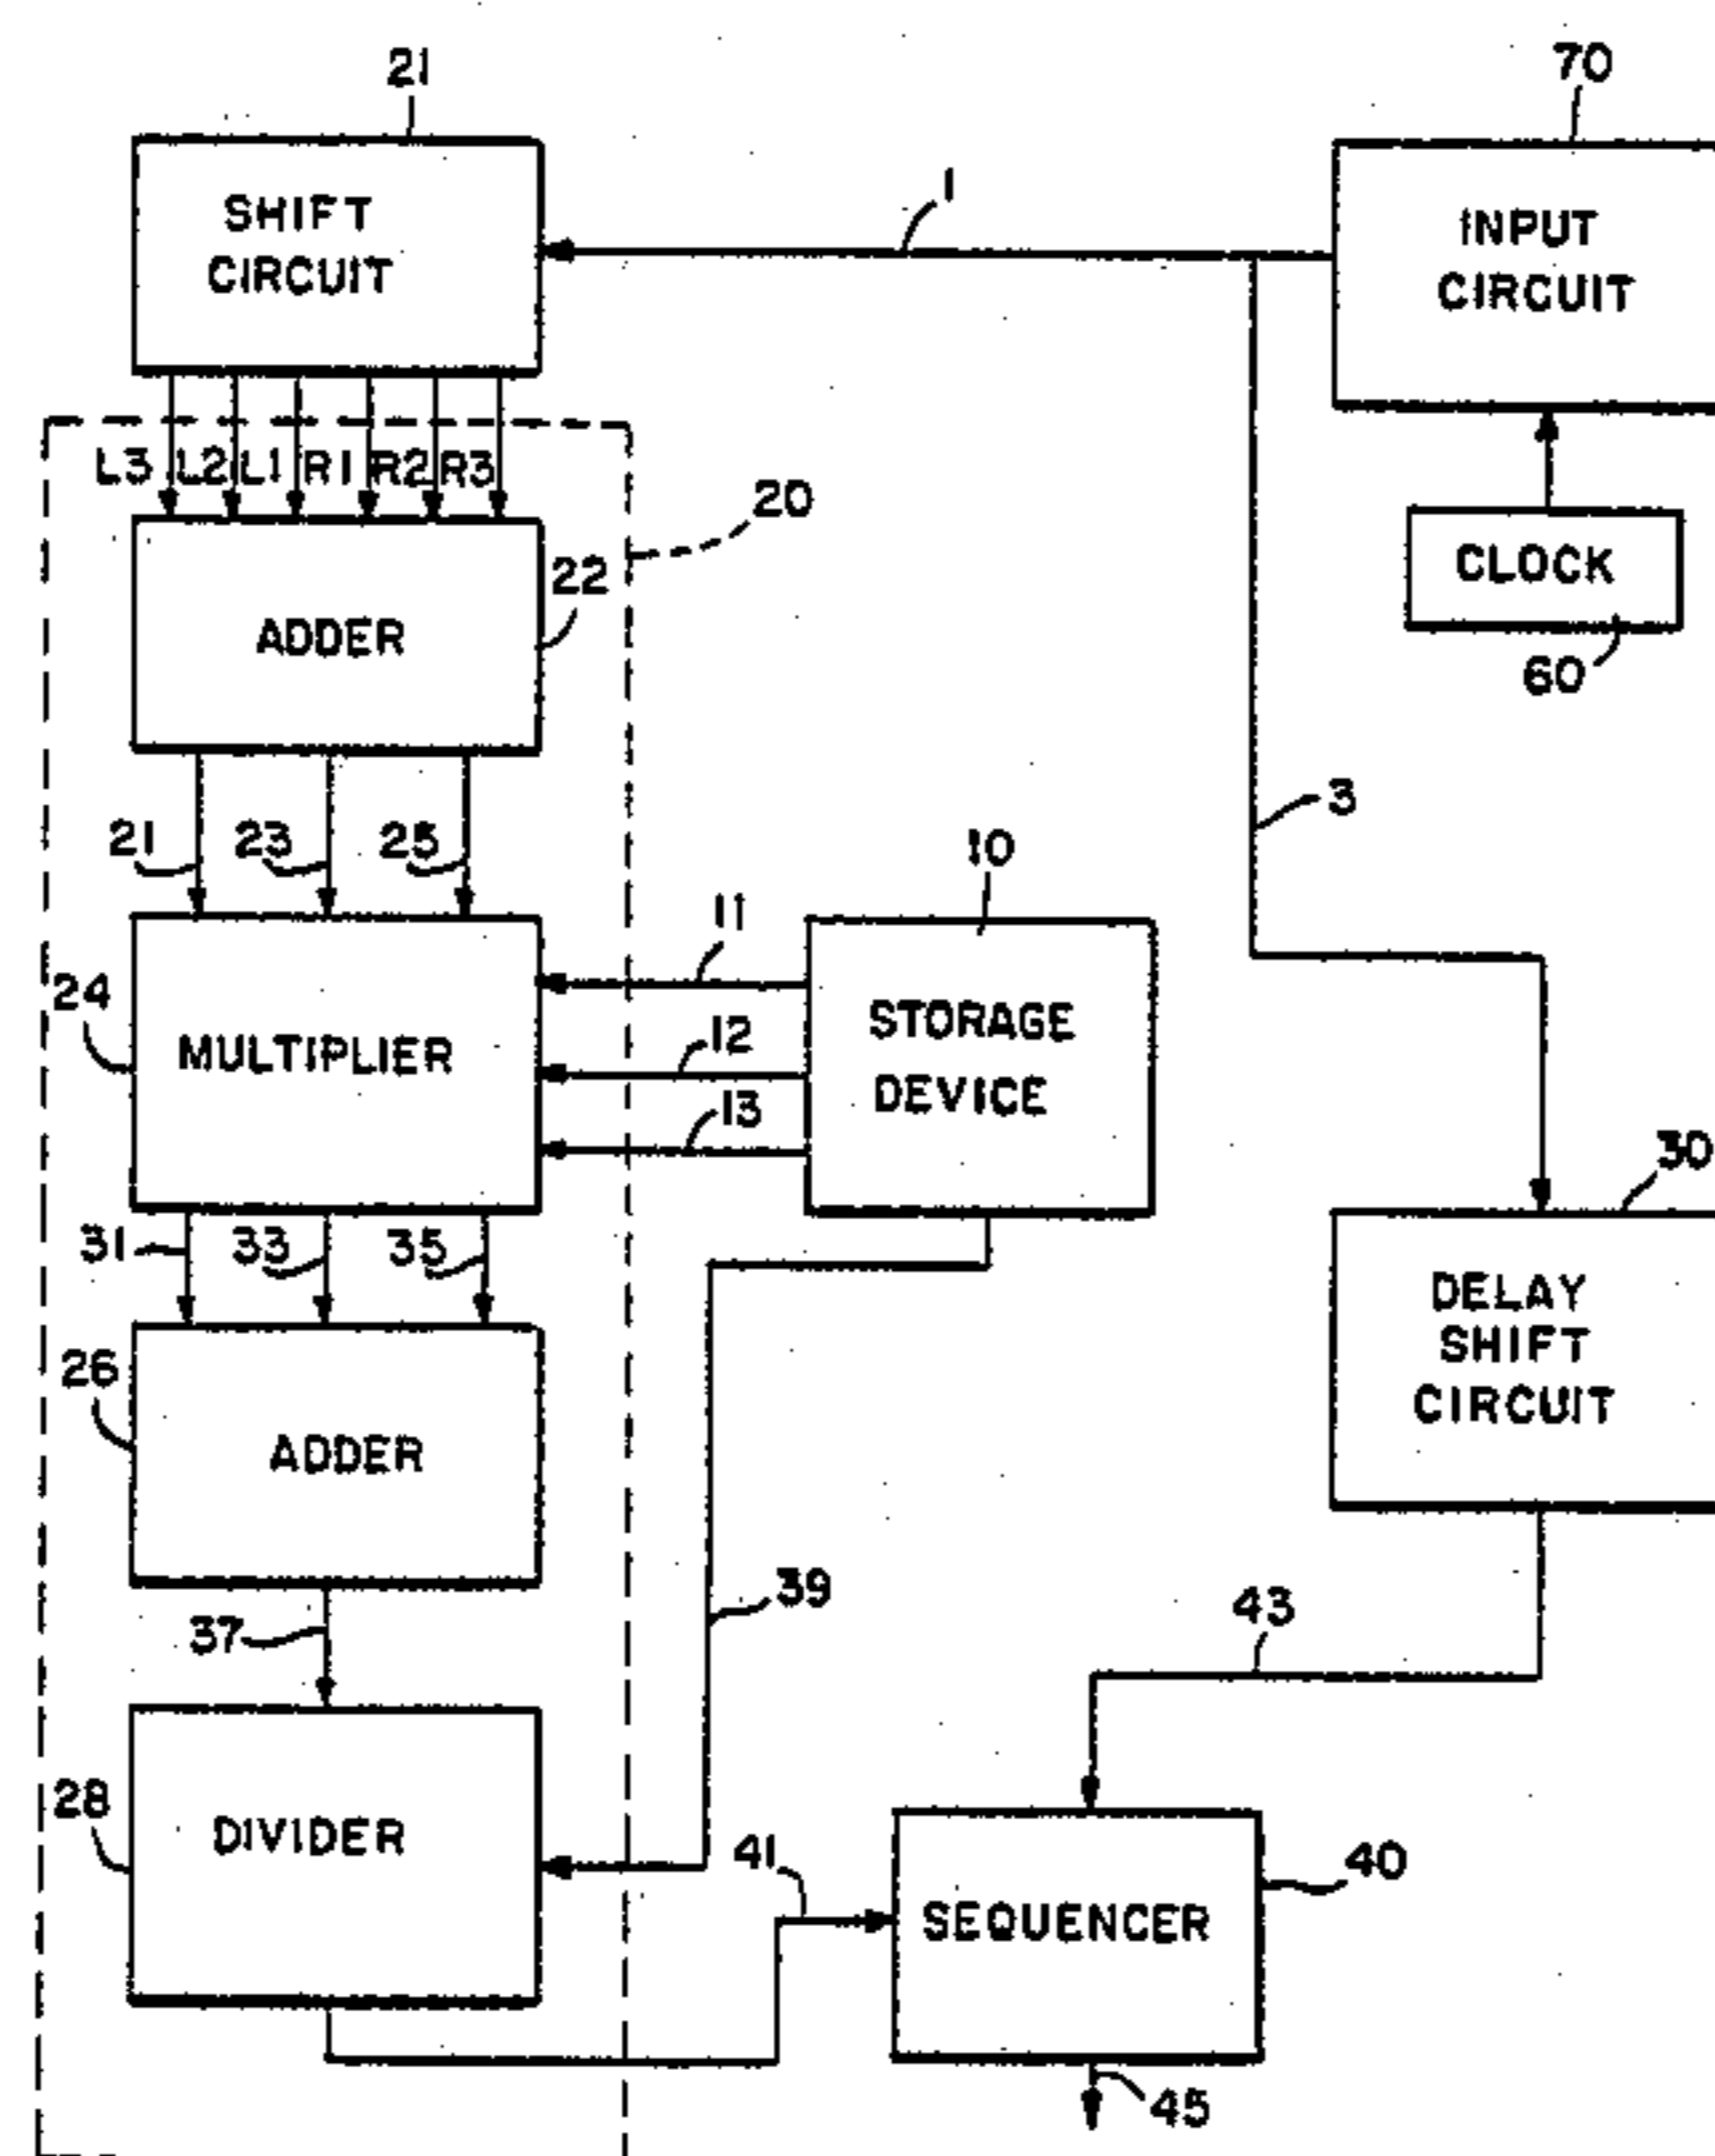 21
70
SHIFT
CIRCUIT
1
INPUT
CIRCUIT
L3 L2 L1 R1 R2 R3
20
CLOCK
22
ADDER
60
21 23 25
3
10
11
24
MULTIPLIER
12
STORAGE
DEVICE
13
30
31 33 35
DELAY
SHIFT
CIRCUIT
26
ADDER
39
43
37
28
DIVIDER
41
40
SEQUENCER
45